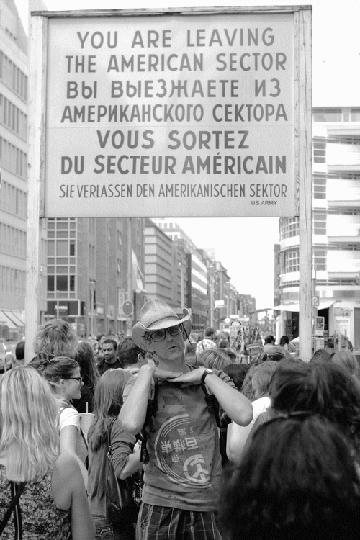 YOU ARE LEAVING
THE AMERICAN SECTOR
ВЫ ВЫЕЗЖАЕТЕ ИЗ
АМЕРИКАНСКОГО СЕКТОРА
VOUS SORTEZ
DU SECTEUR AMÉRICAIN
SIE VERLASSEN DEN AMERIKANISCHEN SEKTOR
US ARMY